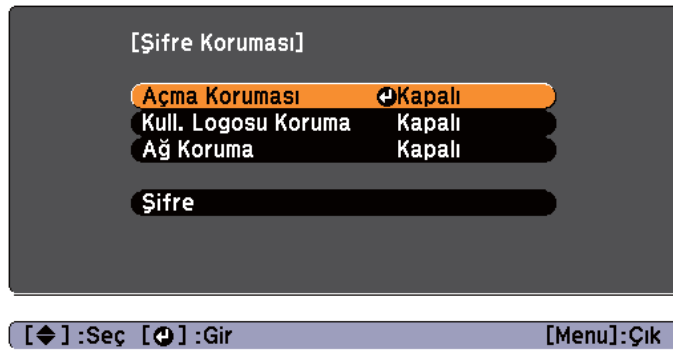 [Şifre Koruması]
Açma Koruması Kapalı
Kull. Logosu Koruma Kapalı
Ağ Koruma Kapalı
Şifre
[ ] :Seç [ ] :Gir [Menu]:Çık